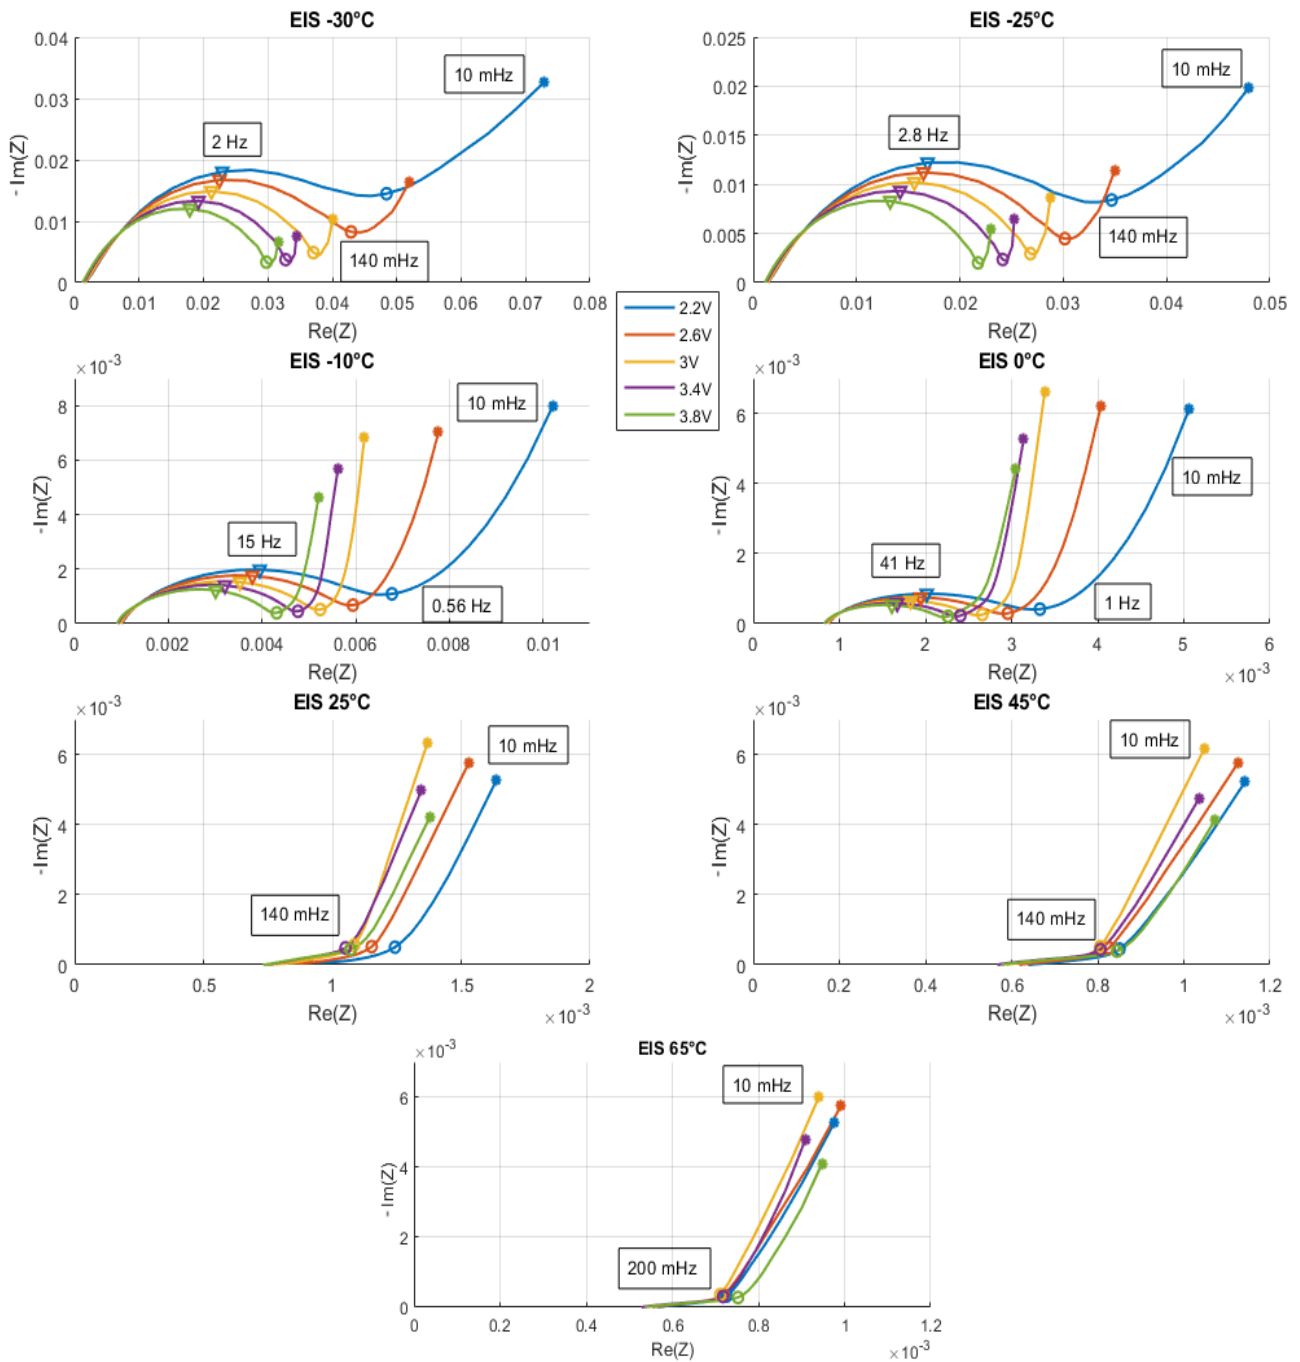 EIS -30°C
0.04
0.03
0.02
0.01
0
- Im(Z)
10 mHz
2 Hz
140 mHz
0 0.01 0.02 0.03 0.04 0.05 0.06 0.07 0.08
Re(Z)
EIS -25°C
0.025
0.02
0.015
0.01
0.005
0
-Im(Z)
10 mHz
2.8 Hz
140 mHz
0 0.01 0.02 0.03 0.04 0.05
Re(Z)
2.2V
2.6V
3V
3.4V
3.8V
EIS -10°C
×10-3
8
6
4
2
0
-Im(Z)
10 mHz
15 Hz
0.56 Hz
0 0.002 0.004 0.006 0.008 0.01
Re(Z)
EIS 0°C
6
4
2
0
-Im(Z)
10 mHz
41 Hz
1 Hz
0 1 2 3 4 5 6
Re(Z)
×10-3
EIS 25°C
×10-3
6
4
2
0
-Im(Z)
10 mHz
140 mHz
0 0.5 1 1.5 2
Re(Z)
×10-3
EIS 45°C
×10-3
6
4
2
0
-Im(Z)
10 mHz
140 mHz
0 0.2 0.4 0.6 0.8 1 1.2
Re(Z)
×10-3
EIS 65°C
×10-3
6
4
2
0
- Im(Z)
10 mHz
200 mHz
0 0.2 0.4 0.6 0.8 1 1.2
Re(Z)
×10-3